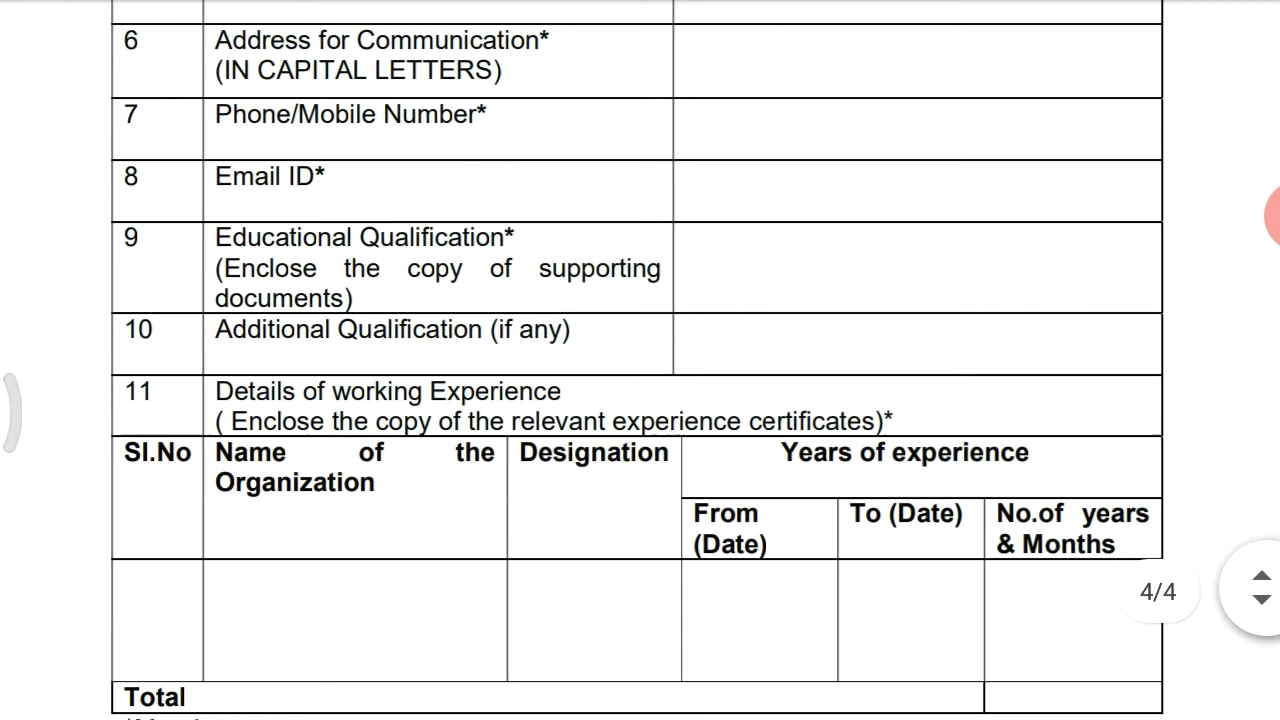 6 Address for Communication*
(IN CAPITAL LETTERS)
7 Phone/Mobile Number*
8 Email ID*
9 Educational Qualification*
(Enclose the copy of supporting
documents)
10 Additional Qualification (if any)
11 Details of working Experience
( Enclose the copy of the relevant experience certificates)*
Sl.No Name of the Designation Years of experience
Organization
From To (Date) No.of years
(Date) & Months
4/4
Total